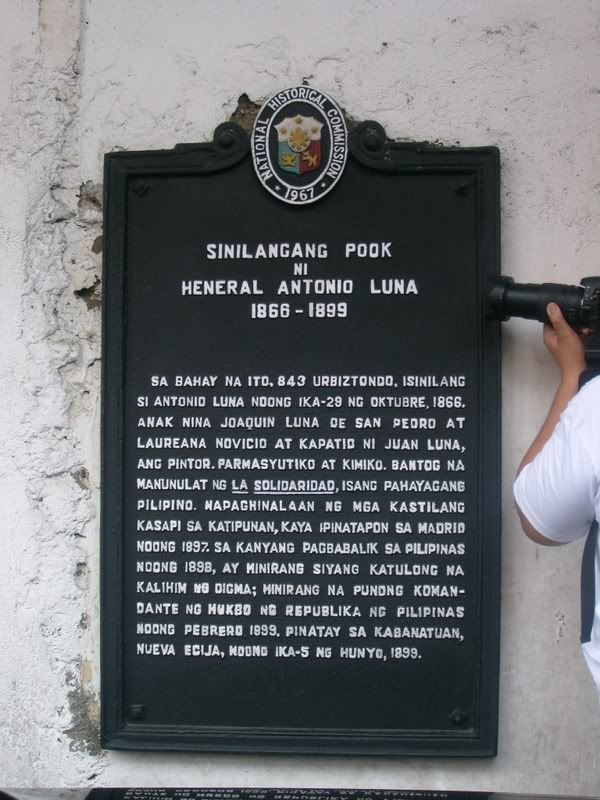 NATIONAL HISTORICAL COMMISSION
1967
SINILANGANG POOK
NI
HENERAL ANTONIO LUNA
1866 - 1899
SA BAHAY NA ITO, 843 URBIZTONDO, ISINILANG
SI ANTONIO LUNA NOONG IKA-29 NG OKTUBRE, 1866.
ANAK NINA JOAQUIN LUNA DE SAN PEDRO AT
LAUREANA NOVICIO AT KAPATID NI JUAN LUNA,
ANG PINTOR. PARMASYUTIKO AT KIMIKO. BANTOG NA
MANUNULAT NG LA SOLIDARIDAD, ISANG PAHAYAGANG
PILIPINO. NAPAGHINALAAN NG MGA KASTILANG
KASAPI SA KATIPUNAN, KAYA IPINATAPON SA MADRID
NOONG 1897. SA KANYANG PAGBABALIK SA PILIPINAS
NOONG 1898, AY HINIRANG SIYANG KATULONG NA
KALIHIM NG DIGMA; HINIRANG NA PUNONG KOMAN-
DANTE NG HUKBO NG REPUBLIKA NG PILIPINAS
NOONG PEBRERO 1899. PINATAY SA KABANATUAN,
NUEVA ECIJA, NOONG IKA-5 NG HUNYO, 1899.